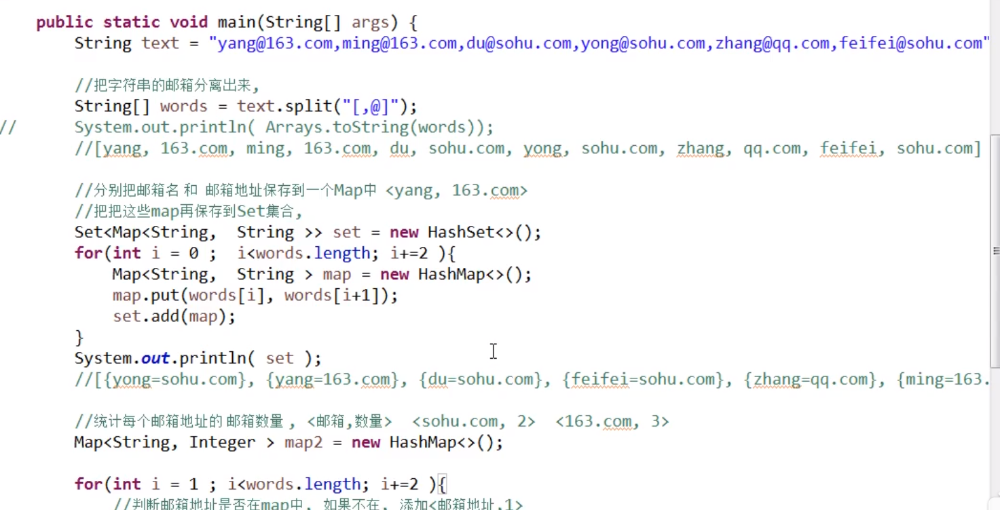 public static void main(String[] args) {
String text = "yang@163.com,ming@163.com,du@sohu.com,yong@sohu.com,zhang@qq.com,feifei@sohu.com"
//把字符串的邮箱分离出来,
String[] words = text.split("[,@]");
// System.out.println( Arrays.toString(words));
//[yang, 163.com, ming, 163.com, du, sohu.com, yong, sohu.com, zhang, qq.com, feifei, sohu.com]
//分别把邮箱名 和 邮箱地址保存到一个Map中 <yang, 163.com>
//把把这些map再保存到Set集合,
Set<Map<String, String >> set = new HashSet<>();
for(int i = 0 ; i<words.length; i+=2 ){
Map<String, String > map = new HashMap<>();
map.put(words[i], words[i+1]);
set.add(map);
}
System.out.println( set );
//[{yong=sohu.com}, {yang=163.com}, {du=sohu.com}, {feifei=sohu.com}, {zhang=qq.com}, {ming=163.
//统计每个邮箱地址的 邮箱数量 , <邮箱,数量> <sohu.com, 2> <163.com, 3>
Map<String, Integer > map2 = new HashMap<>();
for(int i = 1 ; i<words.length; i+=2 ){
//判断邮箱地址是否在map中, 如果不在, 添加<邮箱地址,1>